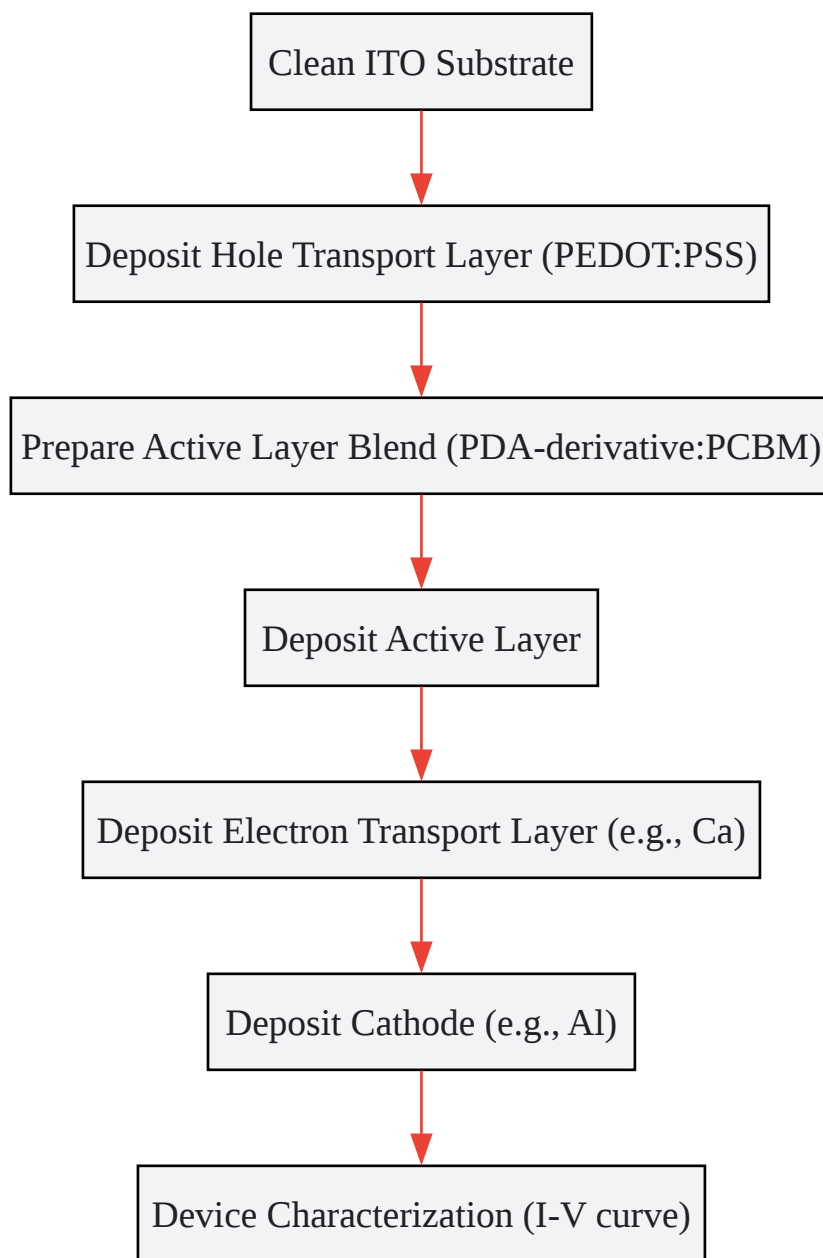 Clean ITO Substrate
Deposit Hole Transport Layer (PEDOT:PSS)
Prepare Active Layer Blend (PDA-derivative:PCBM)
Deposit Active Layer
Deposit Electron Transport Layer (e.g., Ca)
Deposit Cathode (e.g., Al)
Device Characterization (I-V curve)